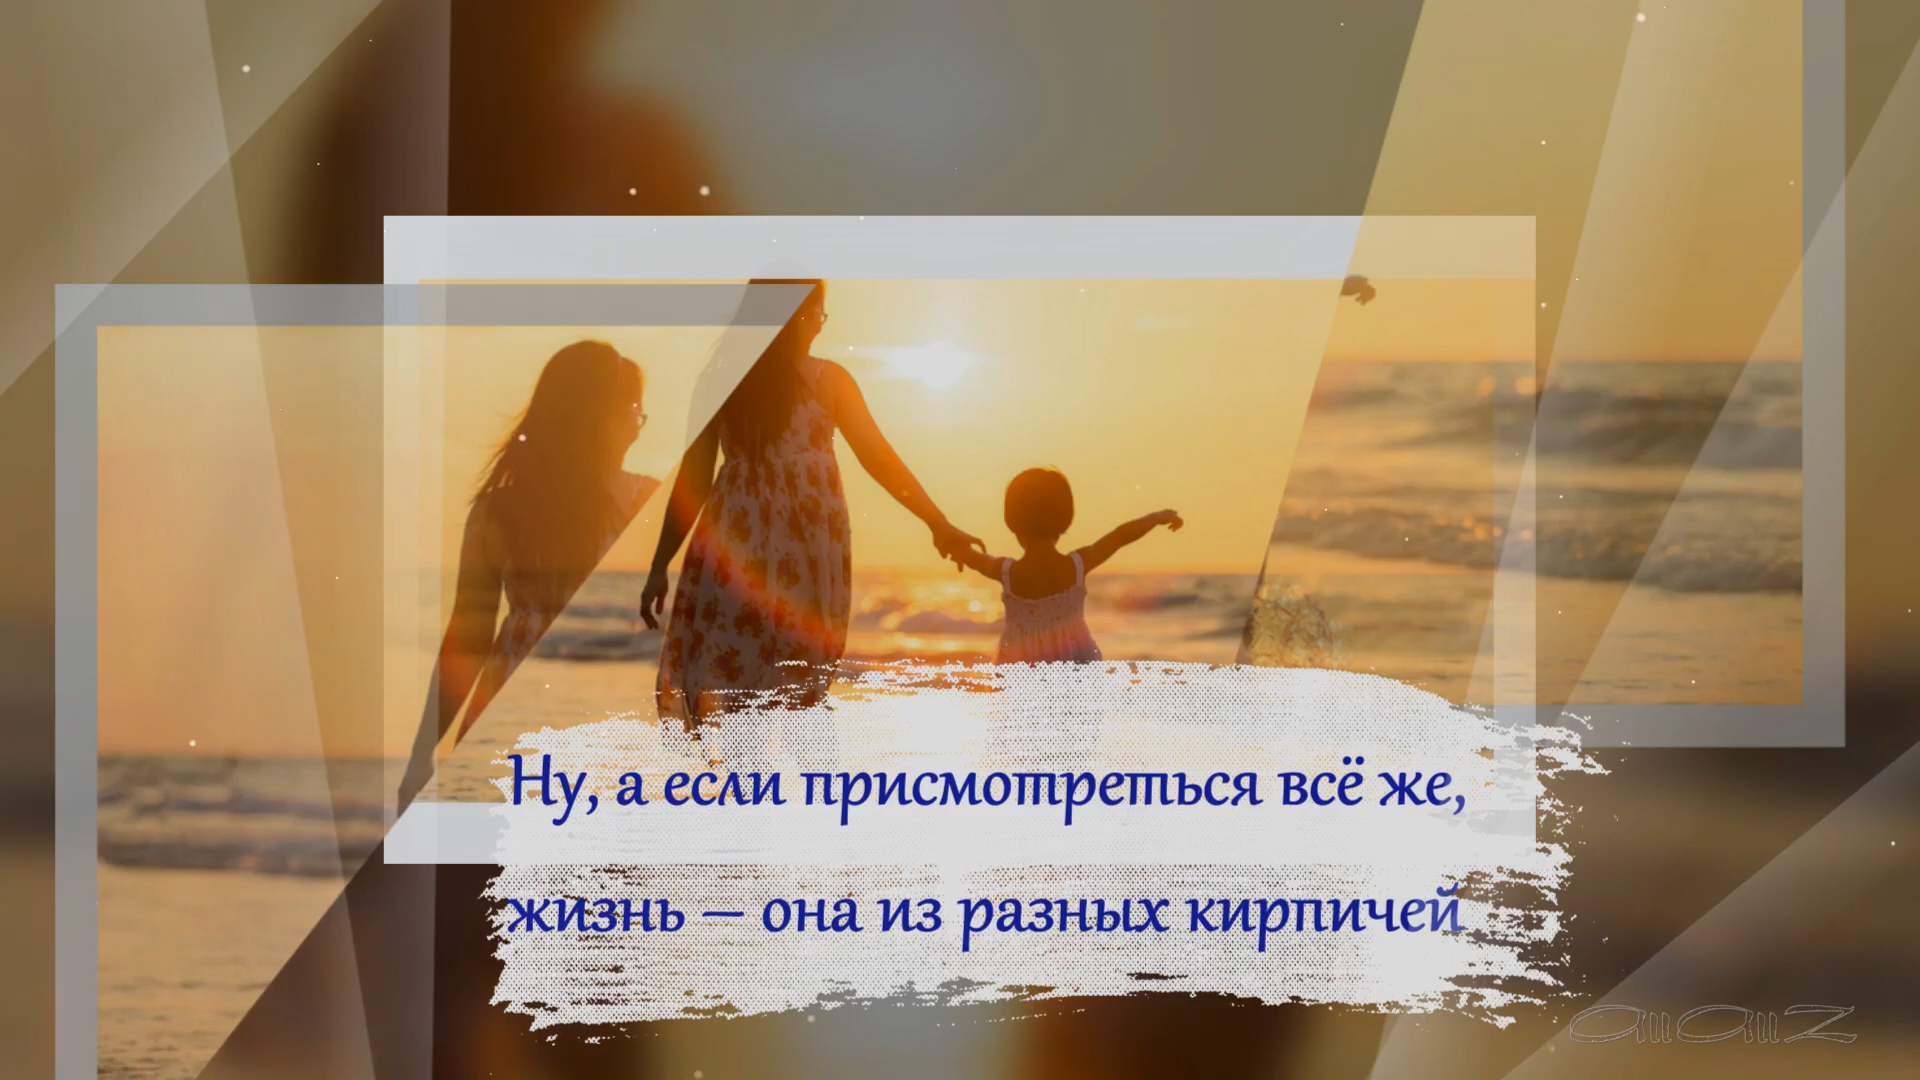 Ну, а если присмотреться всё же,
жизнь — она из разных кирпичей